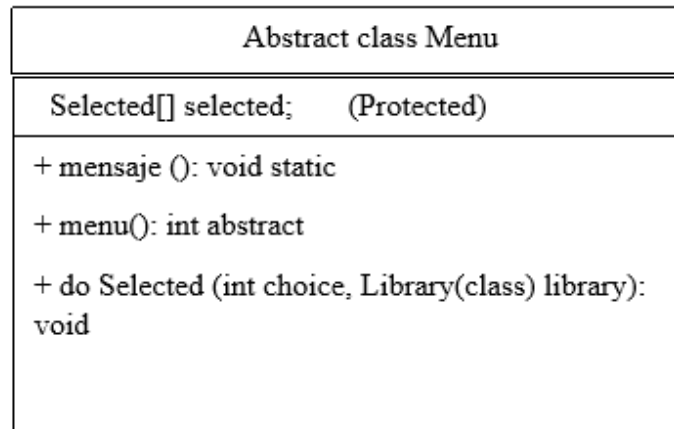 Abstract class Menu
Selected[] selected; (Protected)
+ mensaje (): void static
+ menu(): int abstract
+ do Selected (int choice, Library(class) library):
void